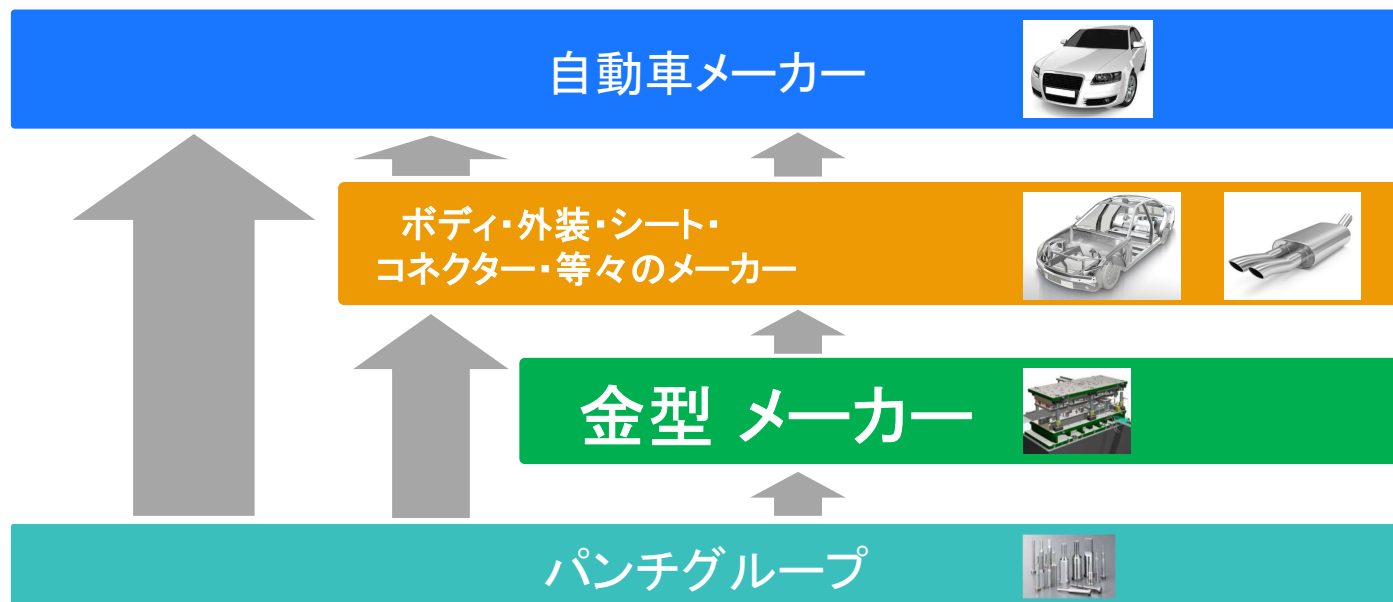 自動車メーカー
ボディ・外装・シート・
コネクター・等々のメーカー
金型 メーカー
パンチグループ